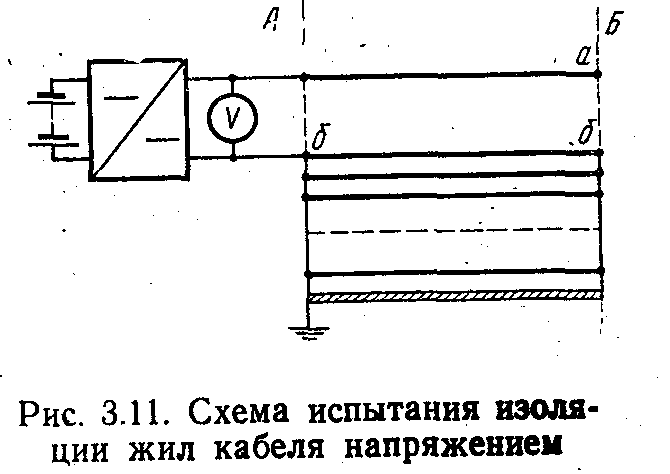 А
Б
а
V
б
б
Рис. 3.11. Схема испытания изоля-
ции жил кабеля напряжением